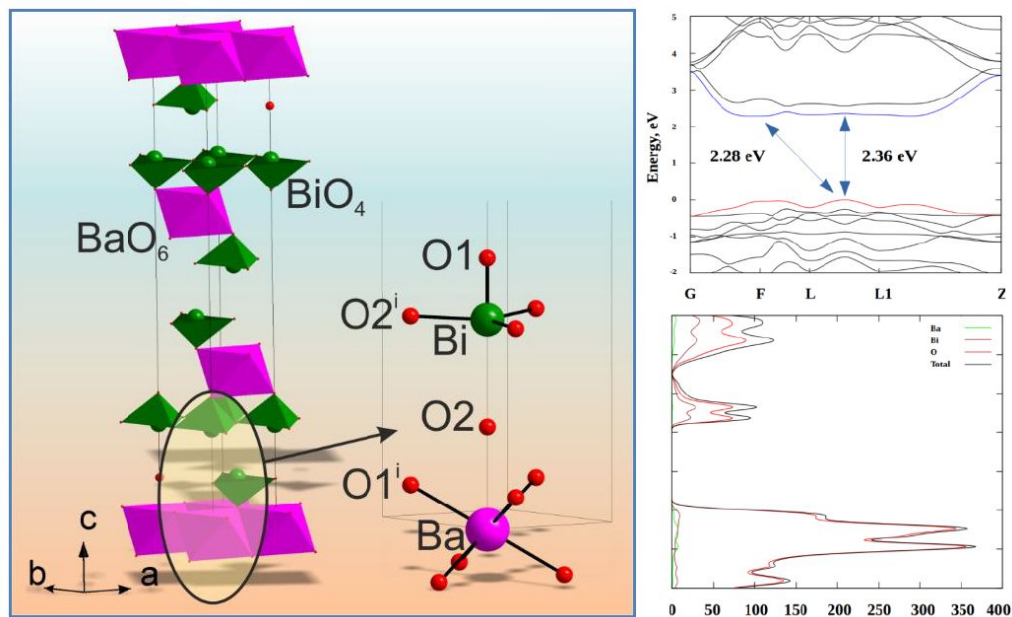 BiO4
BaO6
O1
O2i
Bi
O2
O1i
Ba
c
b
a
5
4
3
2
1
0
-1
-2
Energy, eV
2.28 eV
2.36 eV
G F L L1 Z
Ba
Bi
O
Total
0 50 100 150 200 250 300 350 400